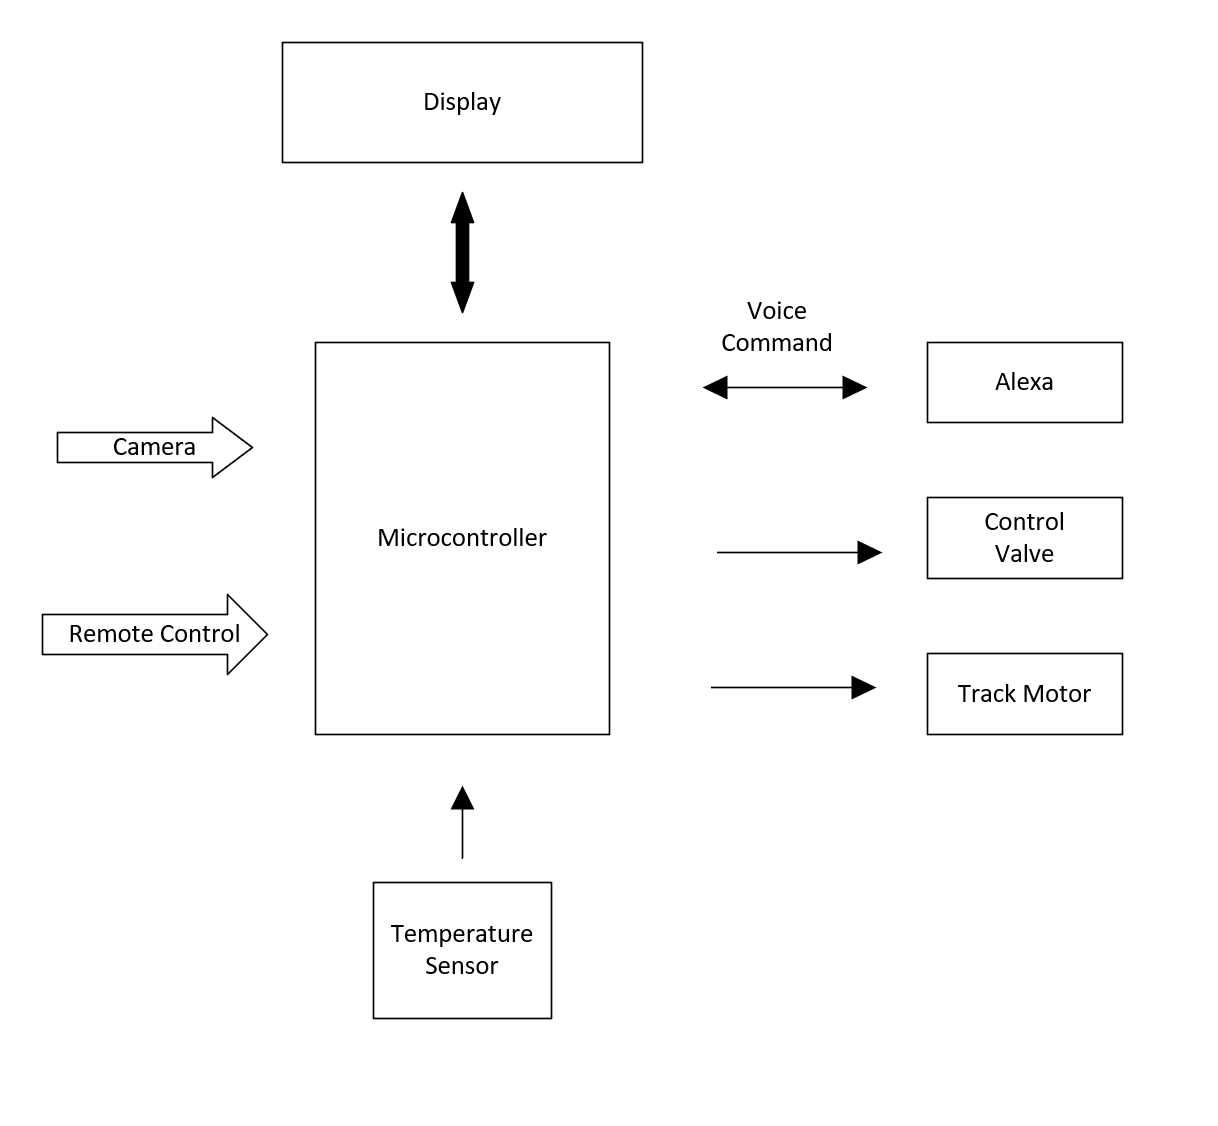 Display
Voice
Command
Alexa
Camera
Control
Valve
Microcontroller
Remote Control
Track Motor
Temperature
Sensor